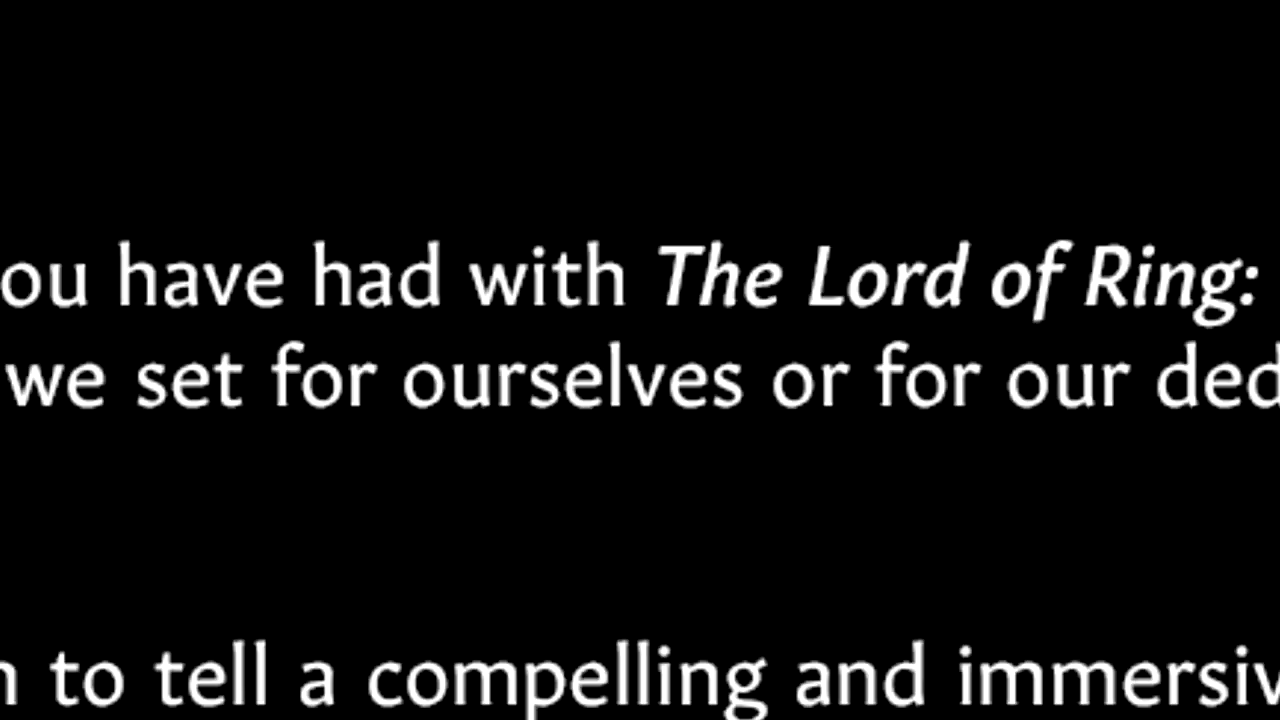 ou have had with The Lord of Ring:
we set for ourselves or for our ded
n to tell a compelling and immersiv